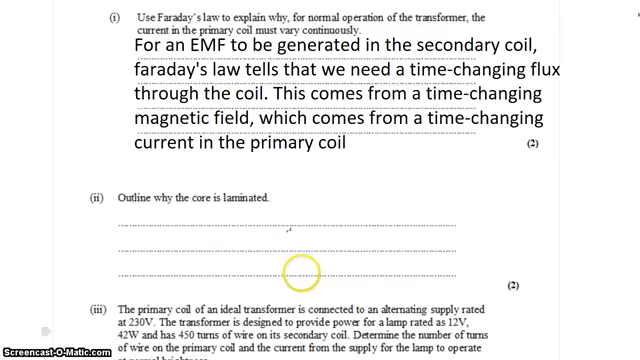 (i) Use Faraday's law to explain why, for normal operation of the transformer, the
current in the primary coil must vary continuously.
For an EMF to be generated in the secondary coil,
faraday's law tells that we need a time-changing flux
through the coil. This comes from a time-changing
magnetic field, which comes from a time-changing
current in the primary coil
(2)
(ii) Outline why the core is laminated.
(2)
(iii) The primary coil of an ideal transformer is connected to an alternating supply rated
at 230V. The transformer is designed to provide power for a lamp rated as 12V,
42W and has 450 turns of wire on its secondary coil. Determine the number of turns
of wire on the primary coil and the current from the supply for the lamp to operate
at normal brightness.
Screencast-O-Matic.com